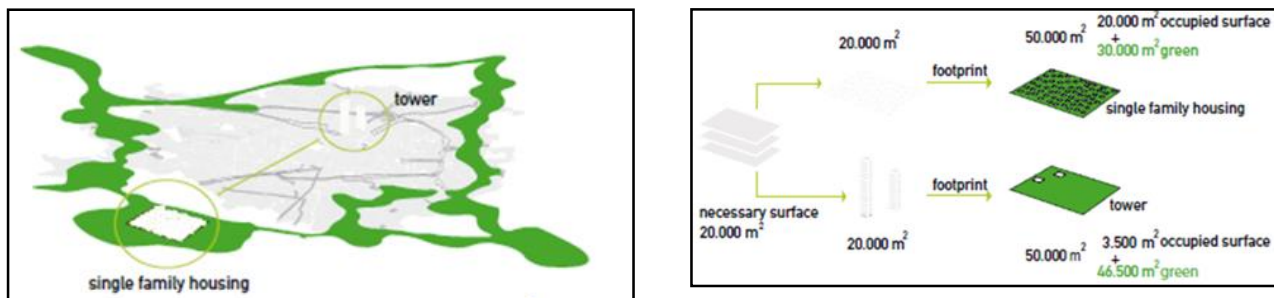 tower
single family housing
20.000 m²
50.000 m²
20.000 m² occupied surface
+
30.000 m² green
footprint
single family housing
necessary surface
20.000 m²
20.000 m²
footprint
tower
50.000 m²
3.500 m² occupied surface
+
46.500 m² green